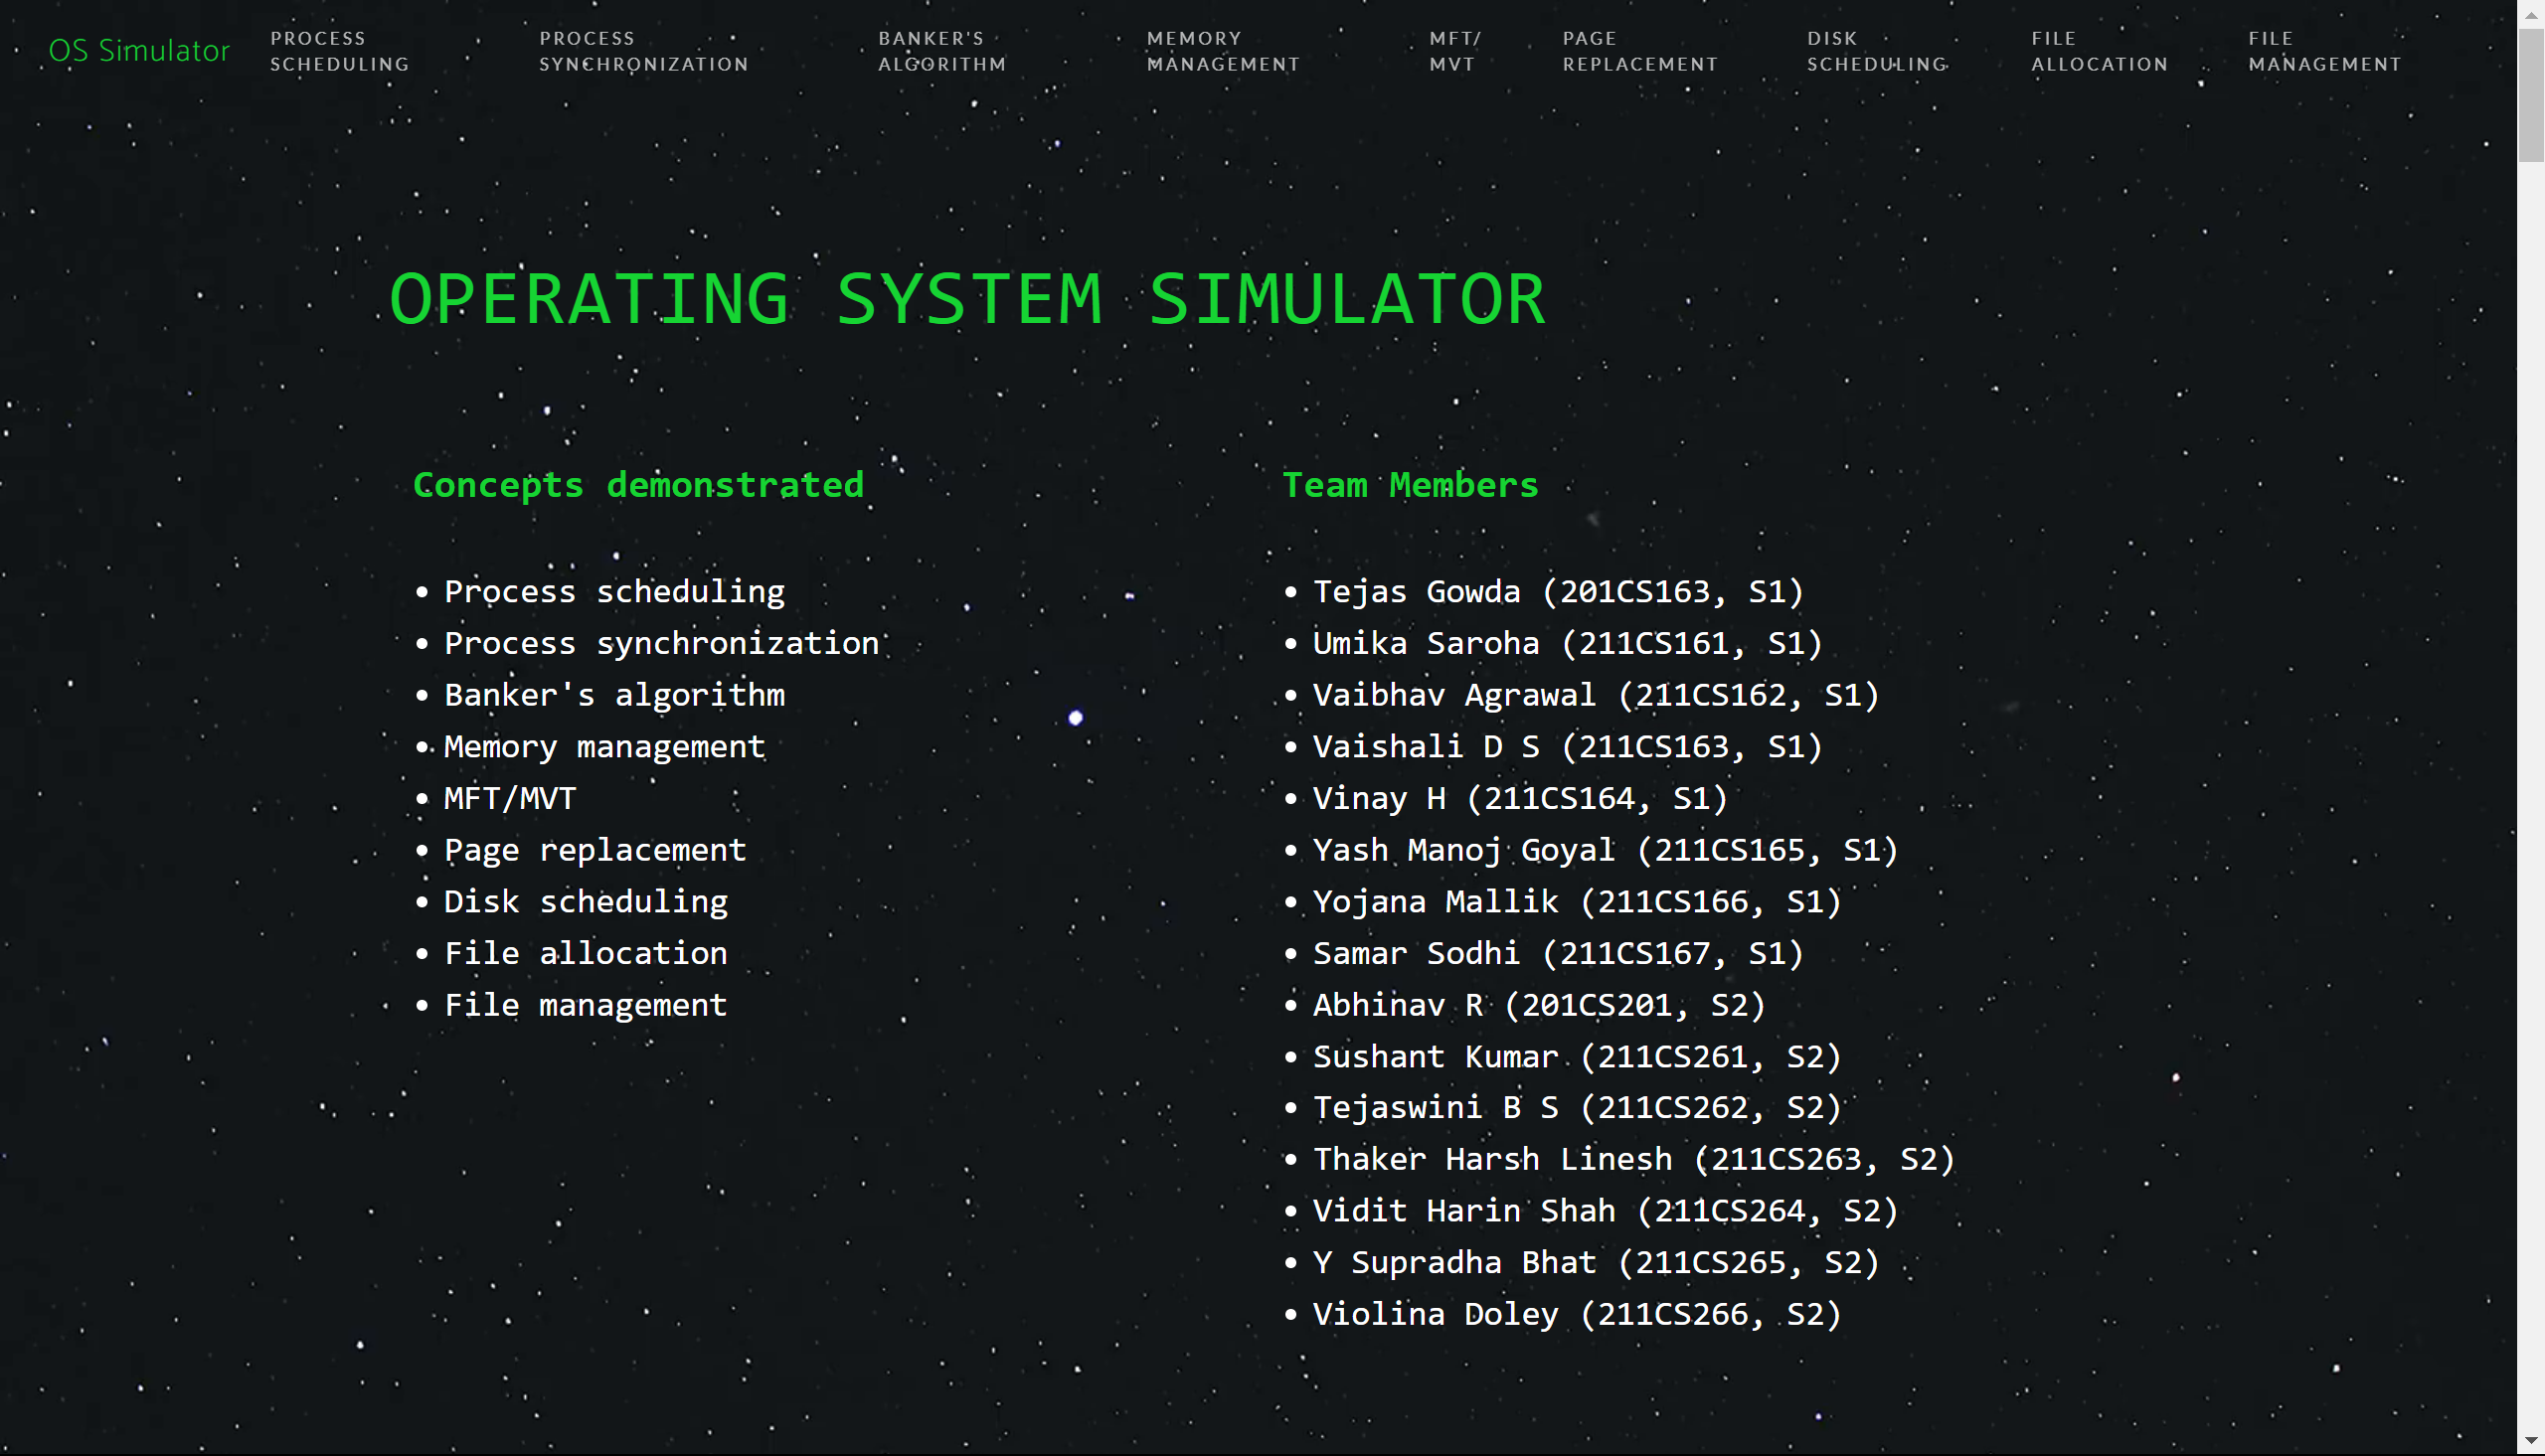 OS Simulator
PROCESS SCHEDULING
PROCESS SYNCHRONIZATION
BANKER'S ALGORITHM
MEMORY MANAGEMENT
MFT/ MVT
PAGE REPLACEMENT
DISK SCHEDULING
FILE ALLOCATION
FILE MANAGEMENT
OPERATING SYSTEM SIMULATOR
Concepts demonstrated
• Process scheduling
• Process synchronization
• Banker's algorithm
• Memory management
• MFT/MVT
• Page replacement
• Disk scheduling
• File allocation
• File management
Team Members
• Tejas Gowda (201CS163, S1)
• Umika Saroha (211CS161, S1)
• Vaibhav Agrawal (211CS162, S1)
• Vaishali D S (211CS163, S1)
• Vinay H (211CS164, S1)
• Yash Manoj Goyal (211CS165, S1)
• Yojana Mallik (211CS166, S1)
• Samar Sodhi (211CS167, S1)
• Abhinav R (201CS201, S2)
• Sushant Kumar (211CS261, S2)
• Tejaswini B S (211CS262, S2)
• Thaker Harsh Linesh (211CS263, S2)
• Vidit Harin Shah (211CS264, S2)
• Y Supradha Bhat (211CS265, S2)
• Violina Doley (211CS266, S2)